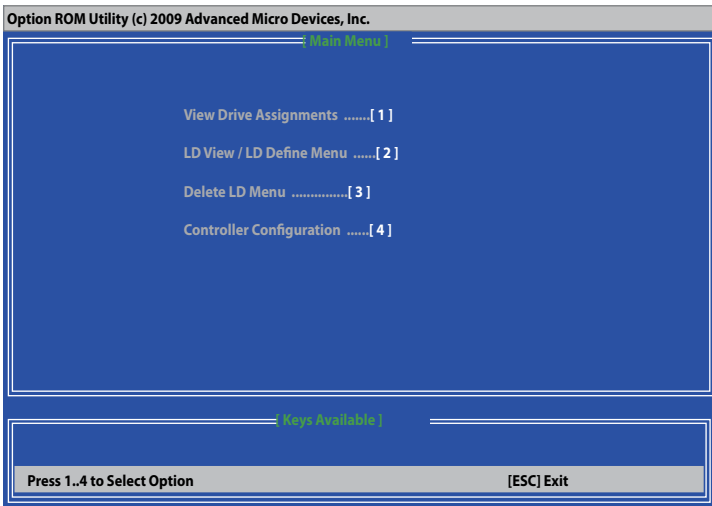 Option ROM Utility (c) 2009 Advanced Micro Devices, Inc.
[ Main Menu ]
View Drive Assignments .......[ 1 ]
LD View / LD Define Menu ......[ 2 ]
Delete LD Menu ...............[ 3 ]
Controller Configuration ......[ 4 ]
[ Keys Available ]
Press 1..4 to Select Option [ESC] Exit